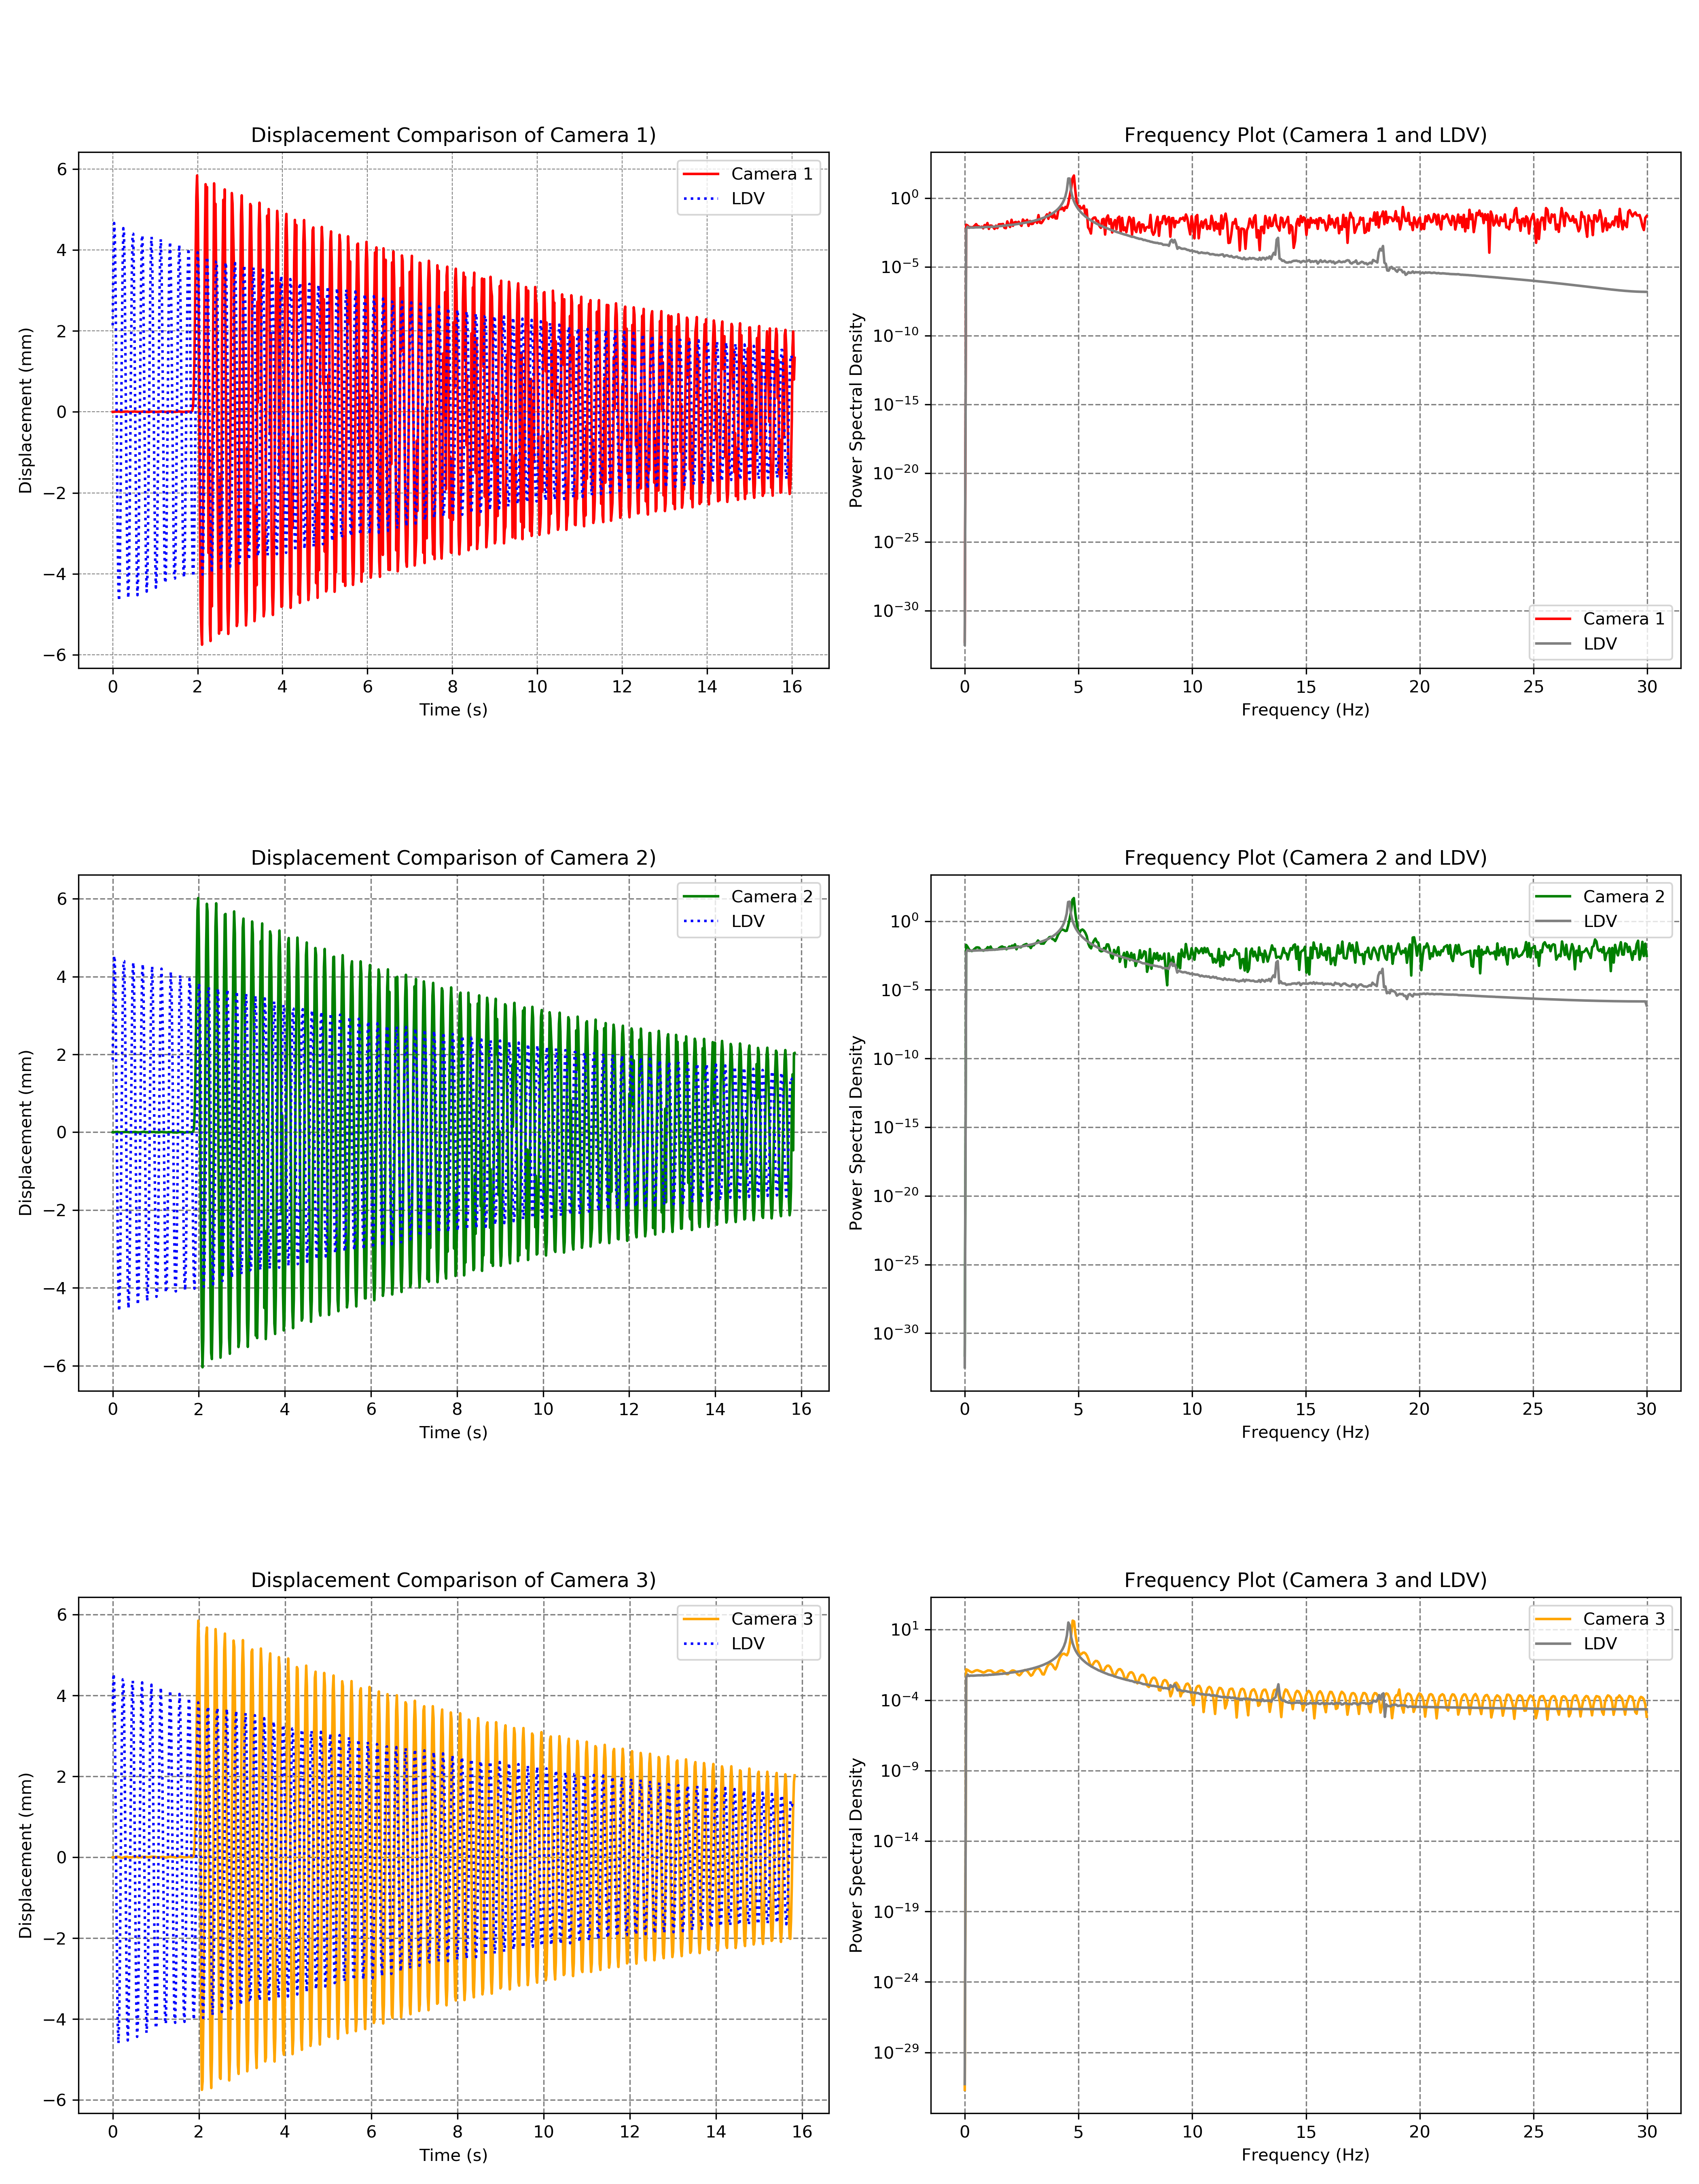 Displacement Comparison of Camera 1)
Displacement (mm)
6
4
2
0
−2
−4
−6
Camera 1
LDV
0 2 4 6 8 10 12 14 16
Time (s)
Frequency Plot (Camera 1 and LDV)
Power Spectral Density
10^0
10^−5
10^−10
10^−15
10^−20
10^−25
10^−30
Camera 1
LDV
0 5 10 15 20 25 30
Frequency (Hz)
Displacement Comparison of Camera 2)
Displacement (mm)
6
4
2
0
−2
−4
−6
Camera 2
LDV
0 2 4 6 8 10 12 14 16
Time (s)
Frequency Plot (Camera 2 and LDV)
Power Spectral Density
10^0
10^−5
10^−10
10^−15
10^−20
10^−25
10^−30
Camera 2
LDV
0 5 10 15 20 25 30
Frequency (Hz)
Displacement Comparison of Camera 3)
Displacement (mm)
6
4
2
0
−2
−4
−6
Camera 3
LDV
0 2 4 6 8 10 12 14 16
Time (s)
Frequency Plot (Camera 3 and LDV)
Power Spectral Density
10^1
10^−4
10^−9
10^−14
10^−19
10^−24
10^−29
Camera 3
LDV
0 5 10 15 20 25 30
Frequency (Hz)